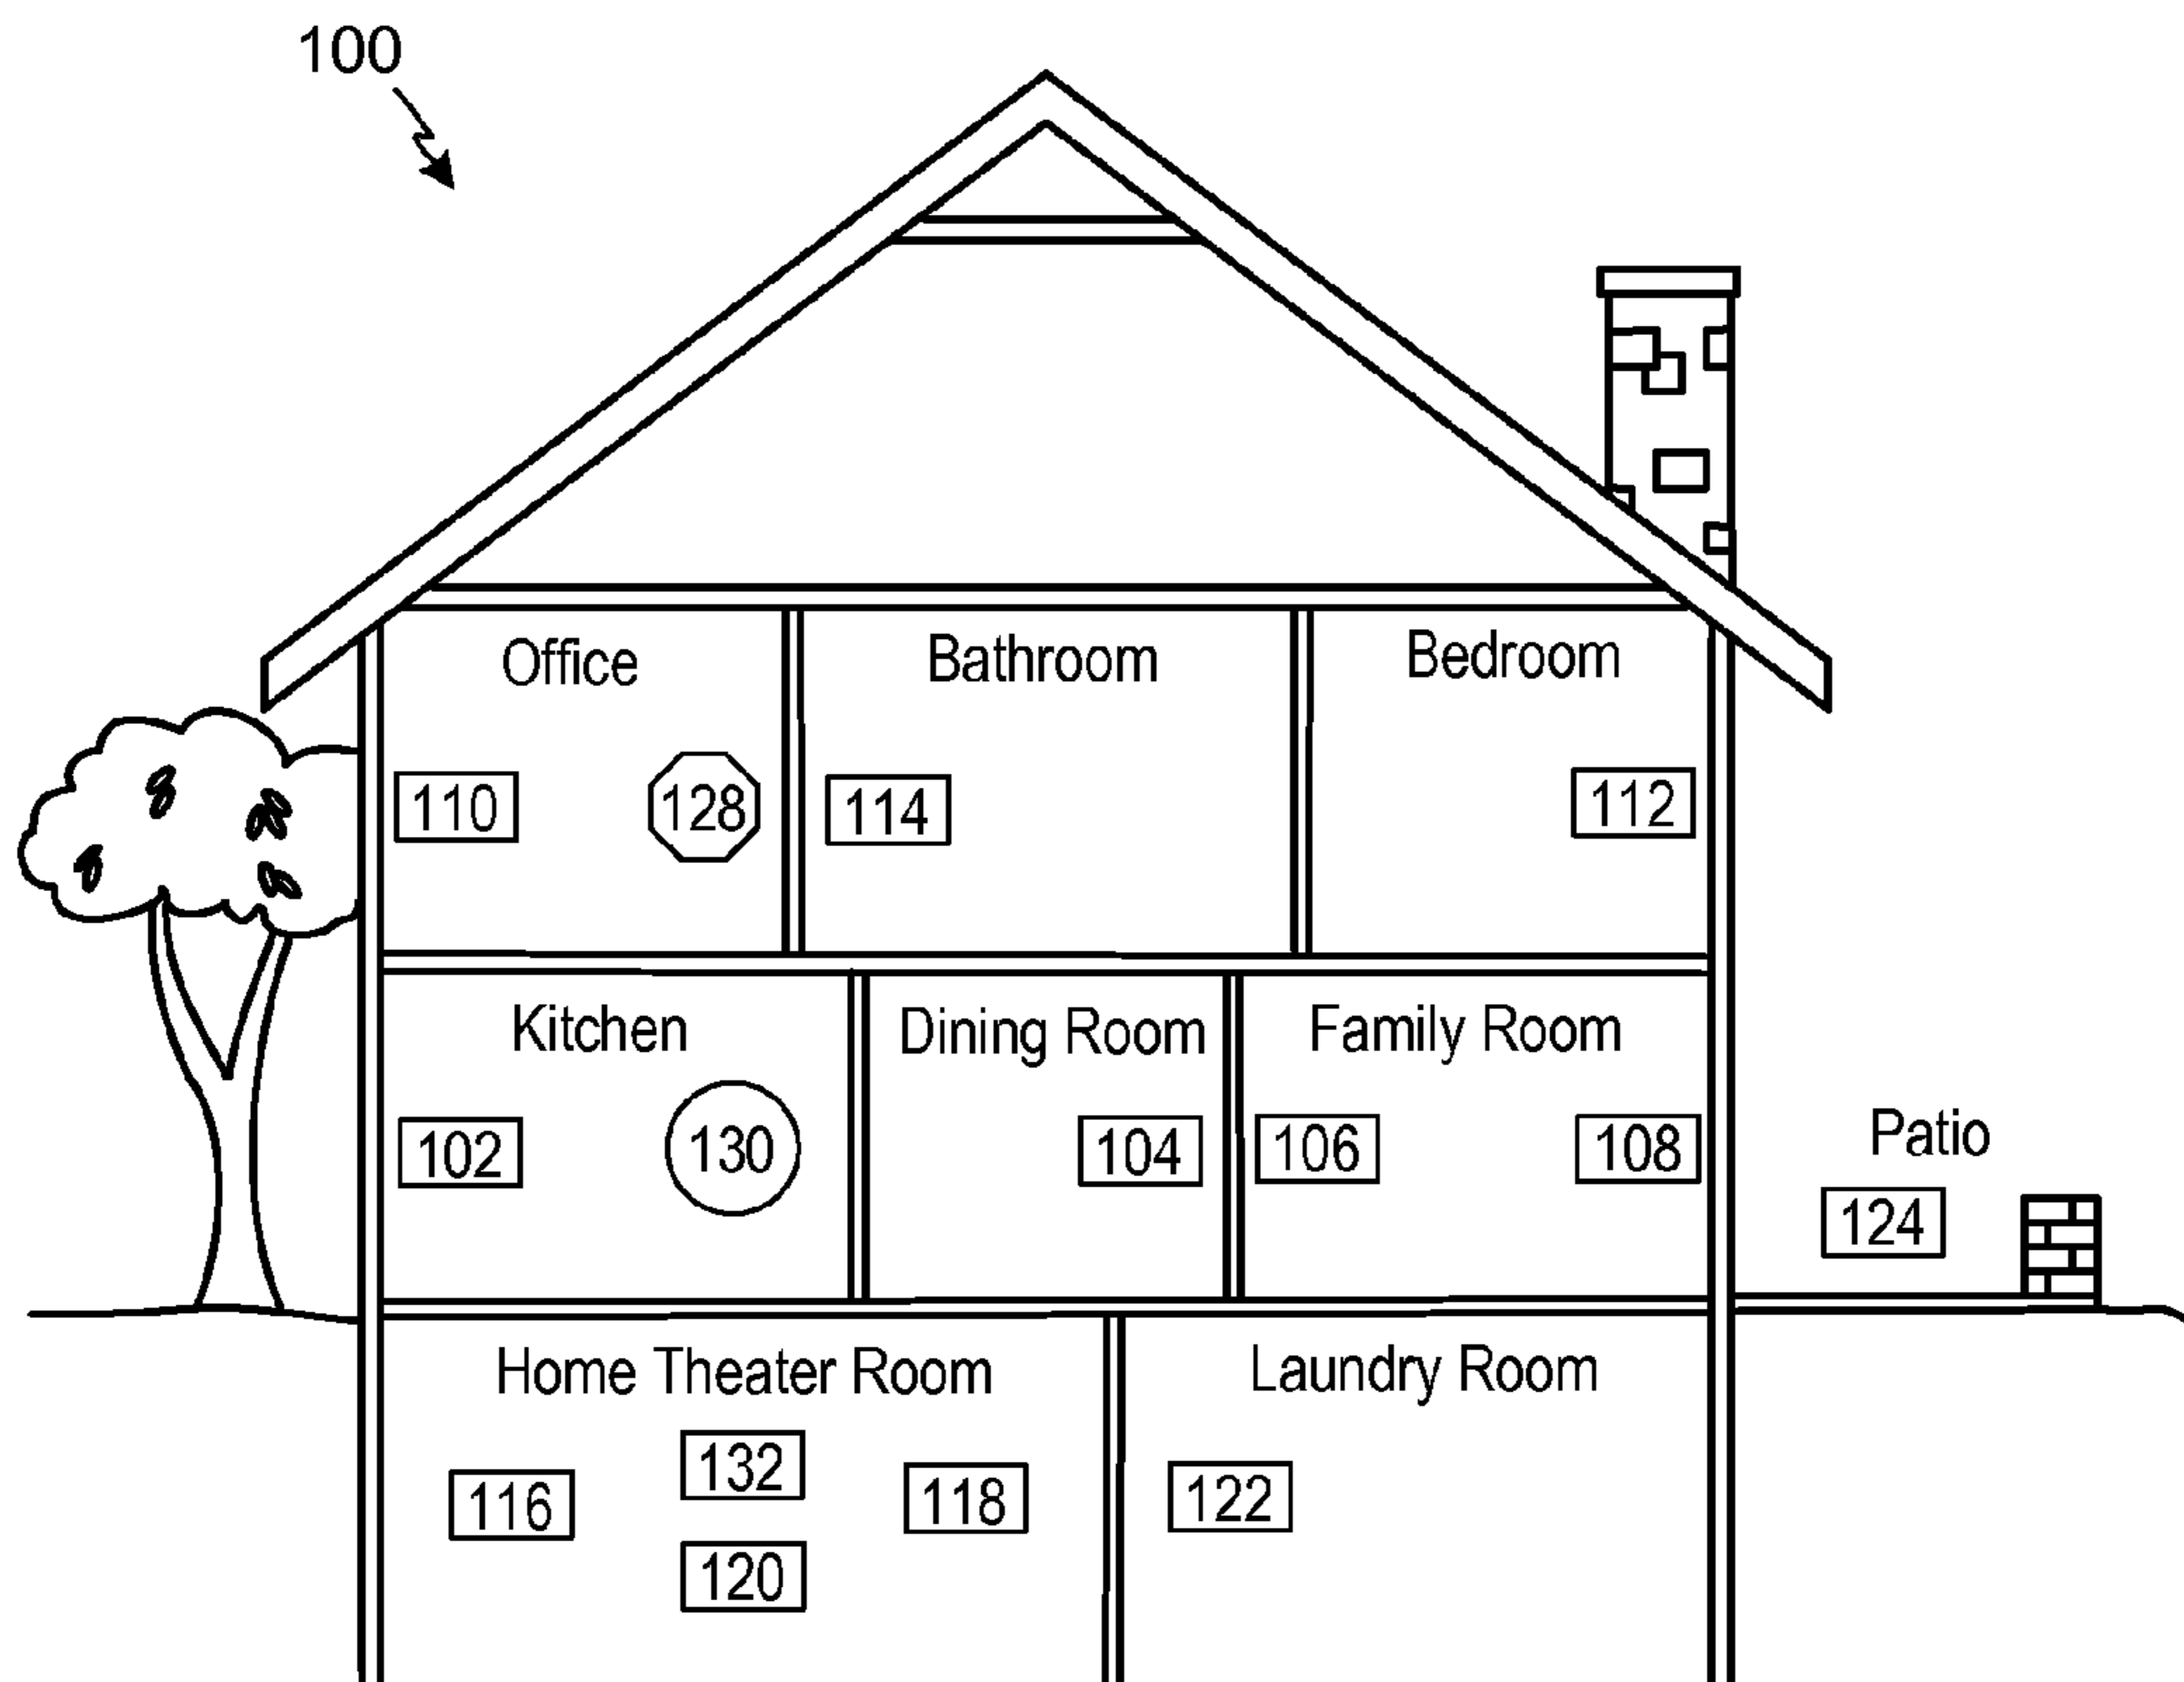 100
Office
Bathroom
Bedroom
110
128
114
112
Kitchen
Dining Room
Family Room
102
130
104
106
108
Patio
124
Home Theater Room
Laundry Room
116
132
118
122
120